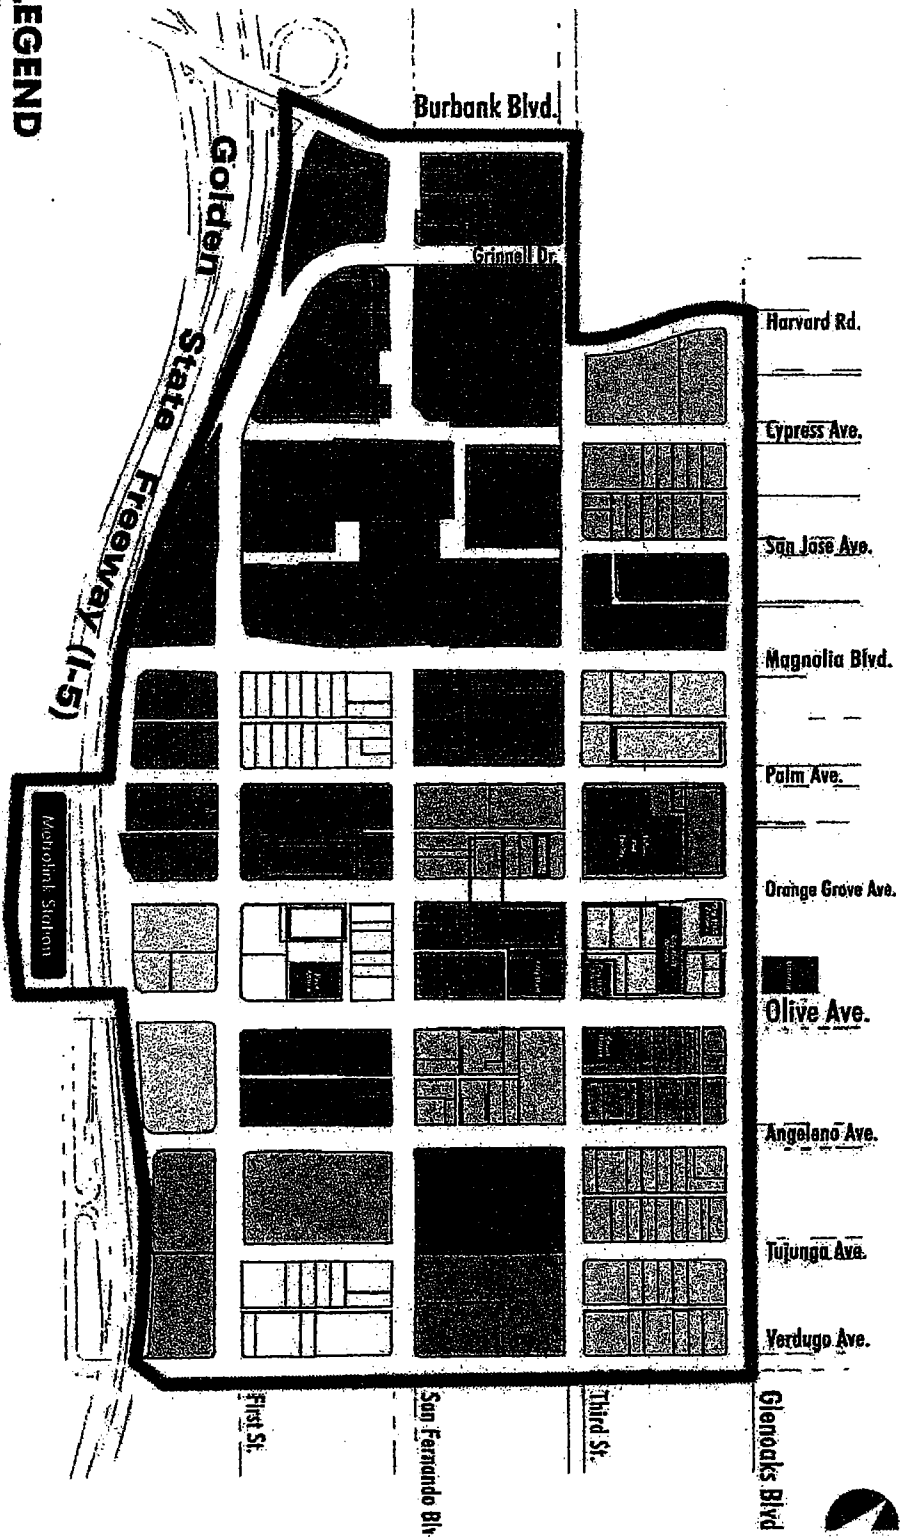 LEGEND
Burbank Blvd.
Golden State Freeway (I-5)
Grinnell Dr.
Harvard Rd.
Cypress Ave.
San Jose Ave.
Magnolia Blvd.
Palm Ave.
Metrolink Station
Orange Grove Ave.
Olive Ave.
Angeleno Ave.
Tujunga Ave.
Verdugo Ave.
First St.
San Fernando Blv
Third St.
Glenoaks Blvd